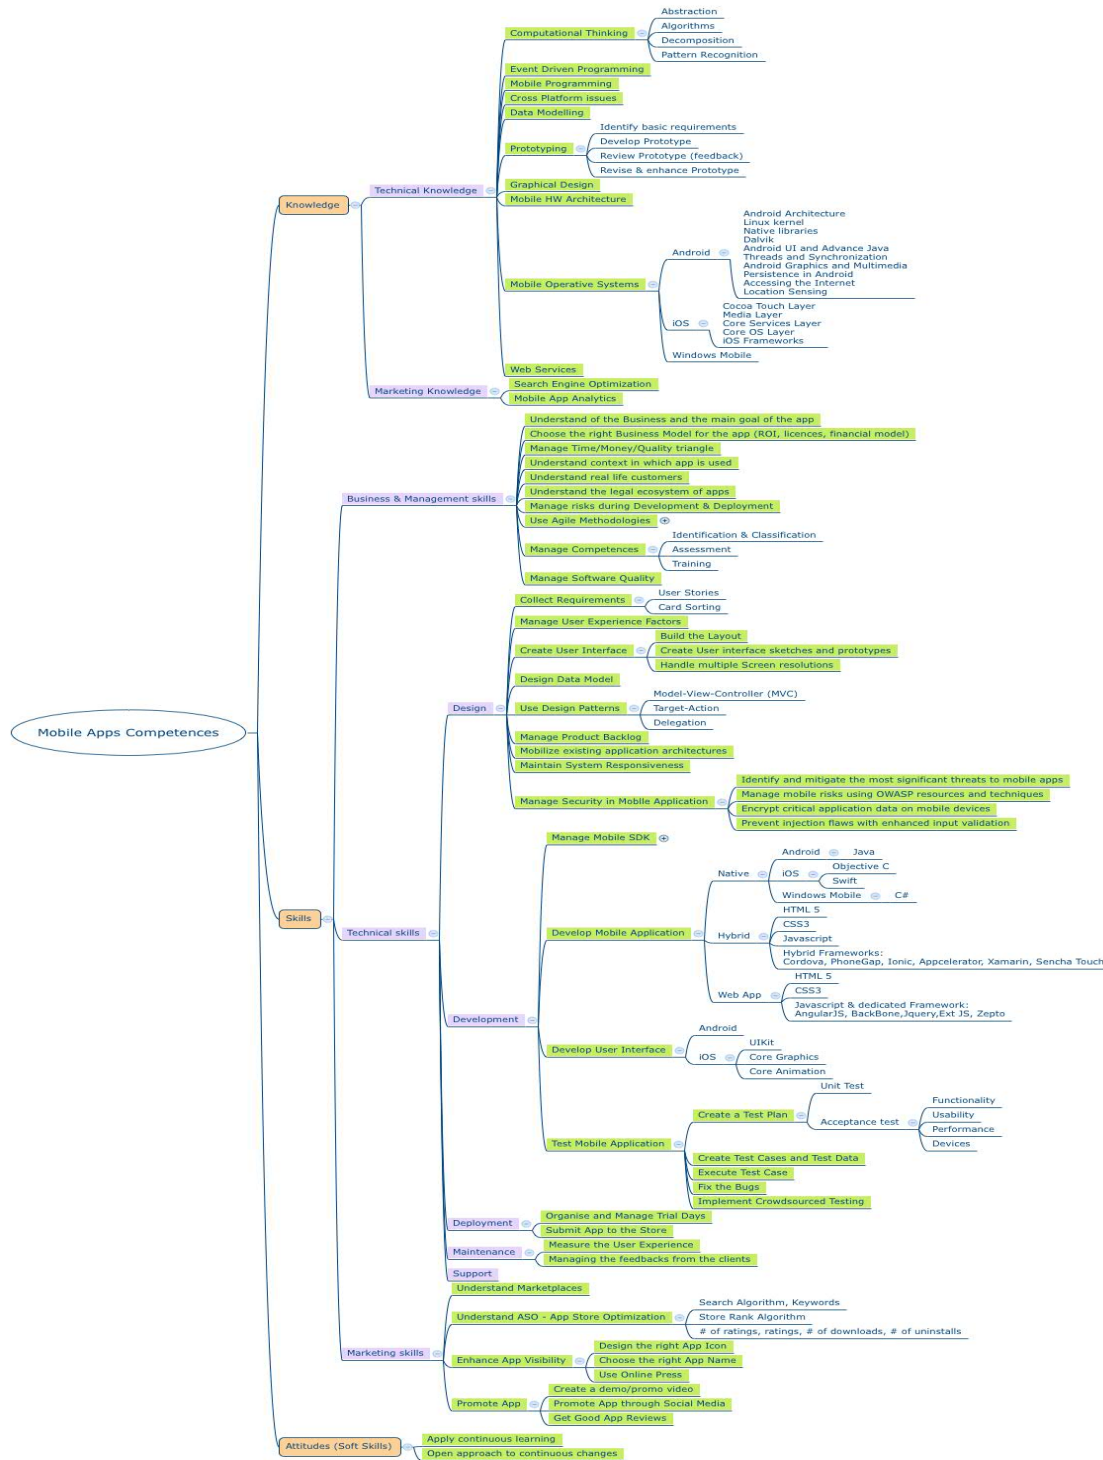 Mobile Apps Competences
Knowledge
Technical Knowledge
Computational Thinking
Abstraction
Algorithms
Decomposition
Pattern Recognition
Event Driven Programming
Mobile Programming
Cross Platform issues
Data Modelling
Prototyping
Identify basic requirements
Develop Prototype
Review Prototype (feedback)
Revise & enhance Prototype
Graphical Design
Mobile HW Architecture
Mobile Operative Systems
Android
Android Architecture
Linux kernel
Native libraries
Dalvik
Android UI and Advance Java
Threads and Synchronization
Android Graphics and Multimedia
Persistence in Android
Accessing the Internet
Location Sensing
iOS
Cocoa Touch Layer
Media Layer
Core Services Layer
Core OS Layer
iOS Frameworks
Windows Mobile
Web Services
Marketing Knowledge
Search Engine Optimization
Mobile App Analytics
Skills
Business & Management skills
Understand of the Business and the main goal of the app
Choose the right Business Model for the app (ROI, licences, financial model)
Manage Time/Money/Quality triangle
Understand context in which app is used
Understand real life customers
Understand the legal ecosystem of apps
Manage risks during Development & Deployment
Use Agile Methodologies
Manage Competences
Identification & Classification
Assessment
Training
Manage Software Quality
Technical skills
Design
Collect Requirements
User Stories
Card Sorting
Manage User Experience Factors
Create User Interface
Build the Layout
Create User interface sketches and prototypes
Handle multiple Screen resolutions
Design Data Model
Use Design Patterns
Model-View-Controller (MVC)
Target-Action
Delegation
Manage Product Backlog
Mobilize existing application architectures
Maintain System Responsiveness
Manage Security in Mobile Application
Identify and mitigate the most significant threats to mobile apps
Manage mobile risks using OWASP resources and techniques
Encrypt critical application data on mobile devices
Prevent injection flaws with enhanced input validation
Development
Manage Mobile SDK
Develop Mobile Application
Native
Android
Java
iOS
Objective C
Swift
Windows Mobile
C#
Hybrid
HTML 5
CSS3
Javascript
Hybrid Frameworks:
Cordova, PhoneGap, Ionic, Appcelerator, Xamarin, Sencha Touch
Web App
HTML 5
CSS3
Javascript & dedicated Framework:
AngularJS, BackBone,Jquery,Ext JS, Zepto
Develop User Interface
Android
iOS
UIKit
Core Graphics
Core Animation
Test Mobile Application
Create a Test Plan
Unit Test
Acceptance test
Functionality
Usability
Performance
Devices
Create Test Cases and Test Data
Execute Test Case
Fix the Bugs
Implement Crowdsourced Testing
Deployment
Organise and Manage Trial Days
Submit App to the Store
Maintenance
Measure the User Experience
Managing the feedbacks from the clients
Support
Marketing skills
Understand Marketplaces
Understand ASO - App Store Optimization
Search Algorithm, Keywords
Store Rank Algorithm
# of ratings, ratings, # of downloads, # of uninstalls
Enhance App Visibility
Design the right App Icon
Choose the right App Name
Use Online Press
Promote App
Create a demo/promo video
Promote App through Social Media
Get Good App Reviews
Attitudes (Soft Skills)
Apply continuous learning
Open approach to continuous changes